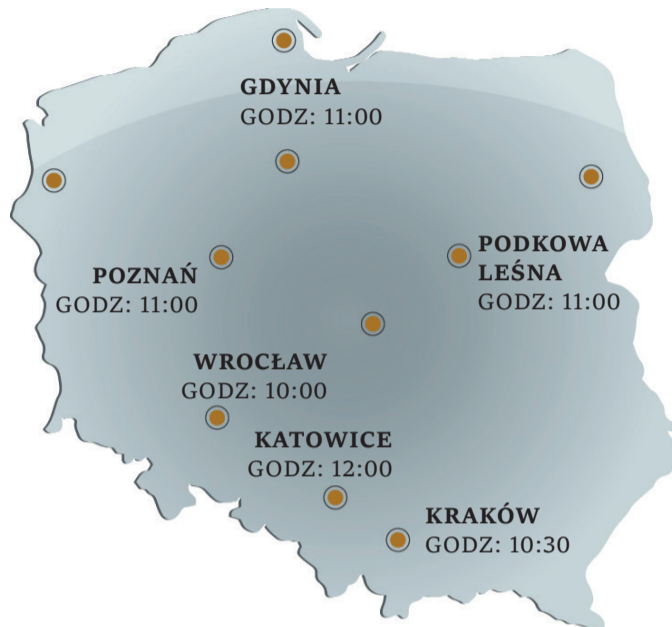 GDYNIA
GODZ: 11:00
POZNAŃ
GODZ: 11:00
PODKOWA
LEŚNA
GODZ: 11:00
WROCŁAW
GODZ: 10:00
KATOWICE
GODZ: 12:00
KRAKÓW
GODZ: 10:30